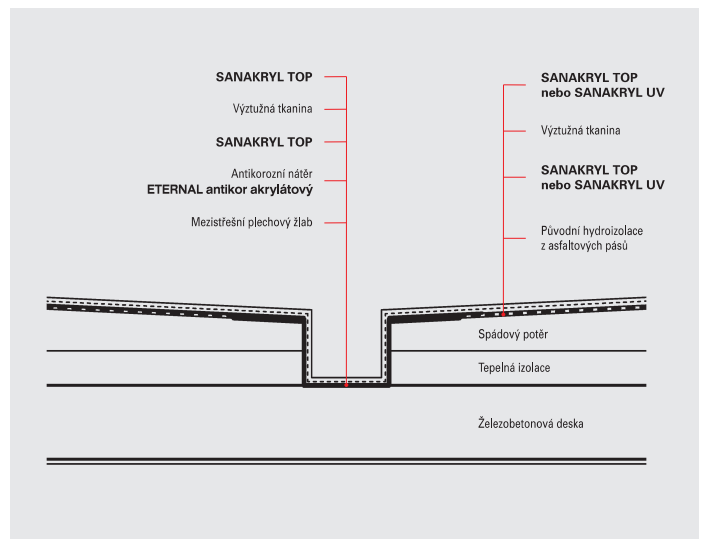 SANAKRYL TOP
Výztužná tkanina
SANAKRYL TOP
Antikorozní nátěr
ETERNAL antikor akrylátový
Mezistřešní plechový žlab
SANAKRYL TOP
nebo SANAKRYL UV
Výztužná tkanina
SANAKRYL TOP
nebo SANAKRYL UV
Původní hydroizolace
z asfaltových pásů
Spádový potěr
Tepelná izolace
Železobetonová deska